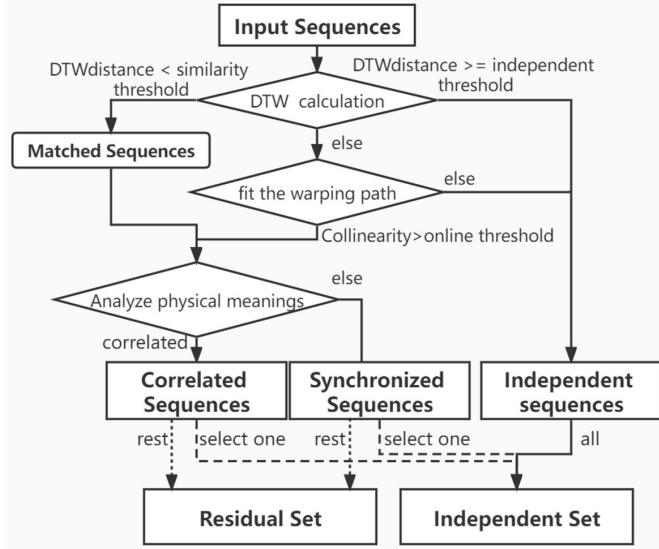 Input Sequences
DTWdistance < similarity
threshold
DTWdistance >= independent
threshold
DTW calculation
else
Matched Sequences
fit the warping path
else
Collinearity>online threshold
else
Analyze physical meanings
correlated
Correlated
Sequences
Synchronized
Sequences
Independent
sequences
rest
select one
rest
select one
all
Residual Set
Independent Set